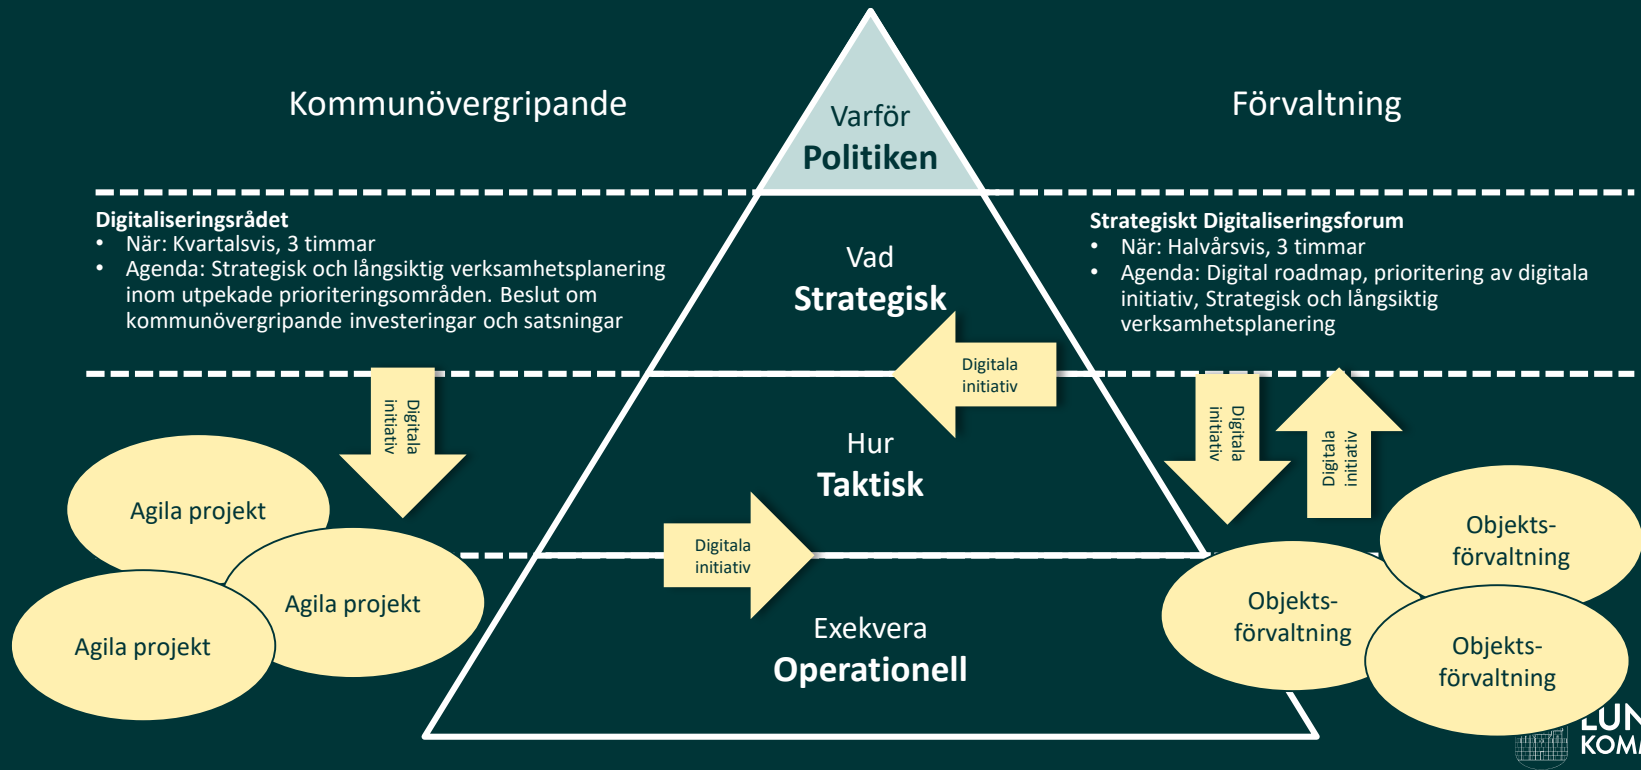 Kommunövergripande
Förvaltning
Varför
Politiken
Digitaliseringsrådet
• När: Kvartalsvis, 3 timmar
• Agenda: Strategisk och långsiktig verksamhetsplanering
inom utpekade prioriteringsområden. Beslut om
kommunövergripande investeringar och satsningar
Vad
Strategisk
Strategiskt Digitaliseringsforum
• När: Halvårsvis, 3 timmar
• Agenda: Digital roadmap, prioritering av digitala
initiativ, Strategisk och långsiktig
verksamhetsplanering
Digitala
initiativ
Digitala
initiativ
Digitala
initiativ
Digitala
initiativ
Hur
Taktisk
Agila projekt
Agila projekt
Agila projekt
Digitala
initiativ
Objekts-
förvaltning
Objekts-
förvaltning
Objekts-
förvaltning
Exekvera
Operationell